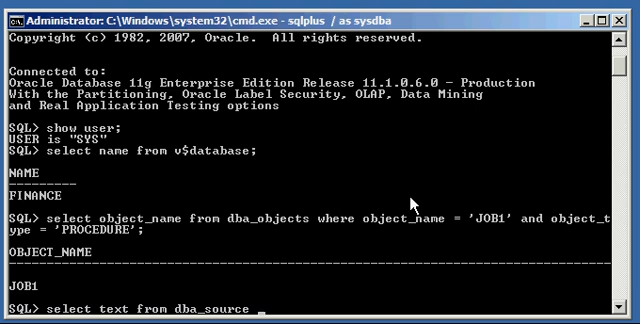 Administrator: C:\Windows\system32\cmd.exe - sqlplus  / as sysdba
Copyright (c) 1982, 2007, Oracle.  All rights reserved.
Connected to:
Oracle Database 11g Enterprise Edition Release 11.1.0.6.0 - Production
With the Partitioning, Oracle Label Security, OLAP, Data Mining
and Real Application Testing options
SQL> show user;
USER is "SYS"
SQL> select name from v$database;
NAME
---------
FINANCE
SQL> select object_name from dba_objects where object_name = 'JOB1' and object_t
ype = 'PROCEDURE';
OBJECT_NAME
--------------------------------------------------------------------------------
JOB1
SQL> select text from dba_source _